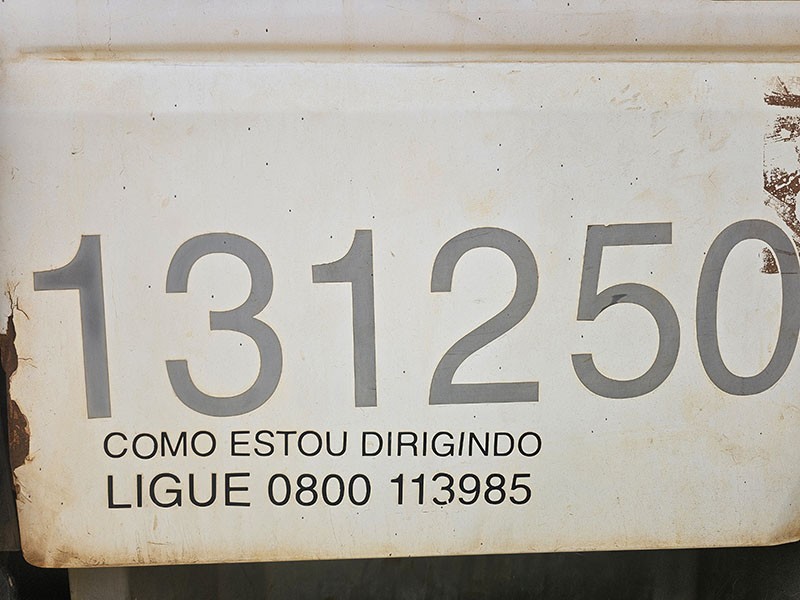 131250
COMO ESTOU DIRIGINDO
LIGUE 0800 113985